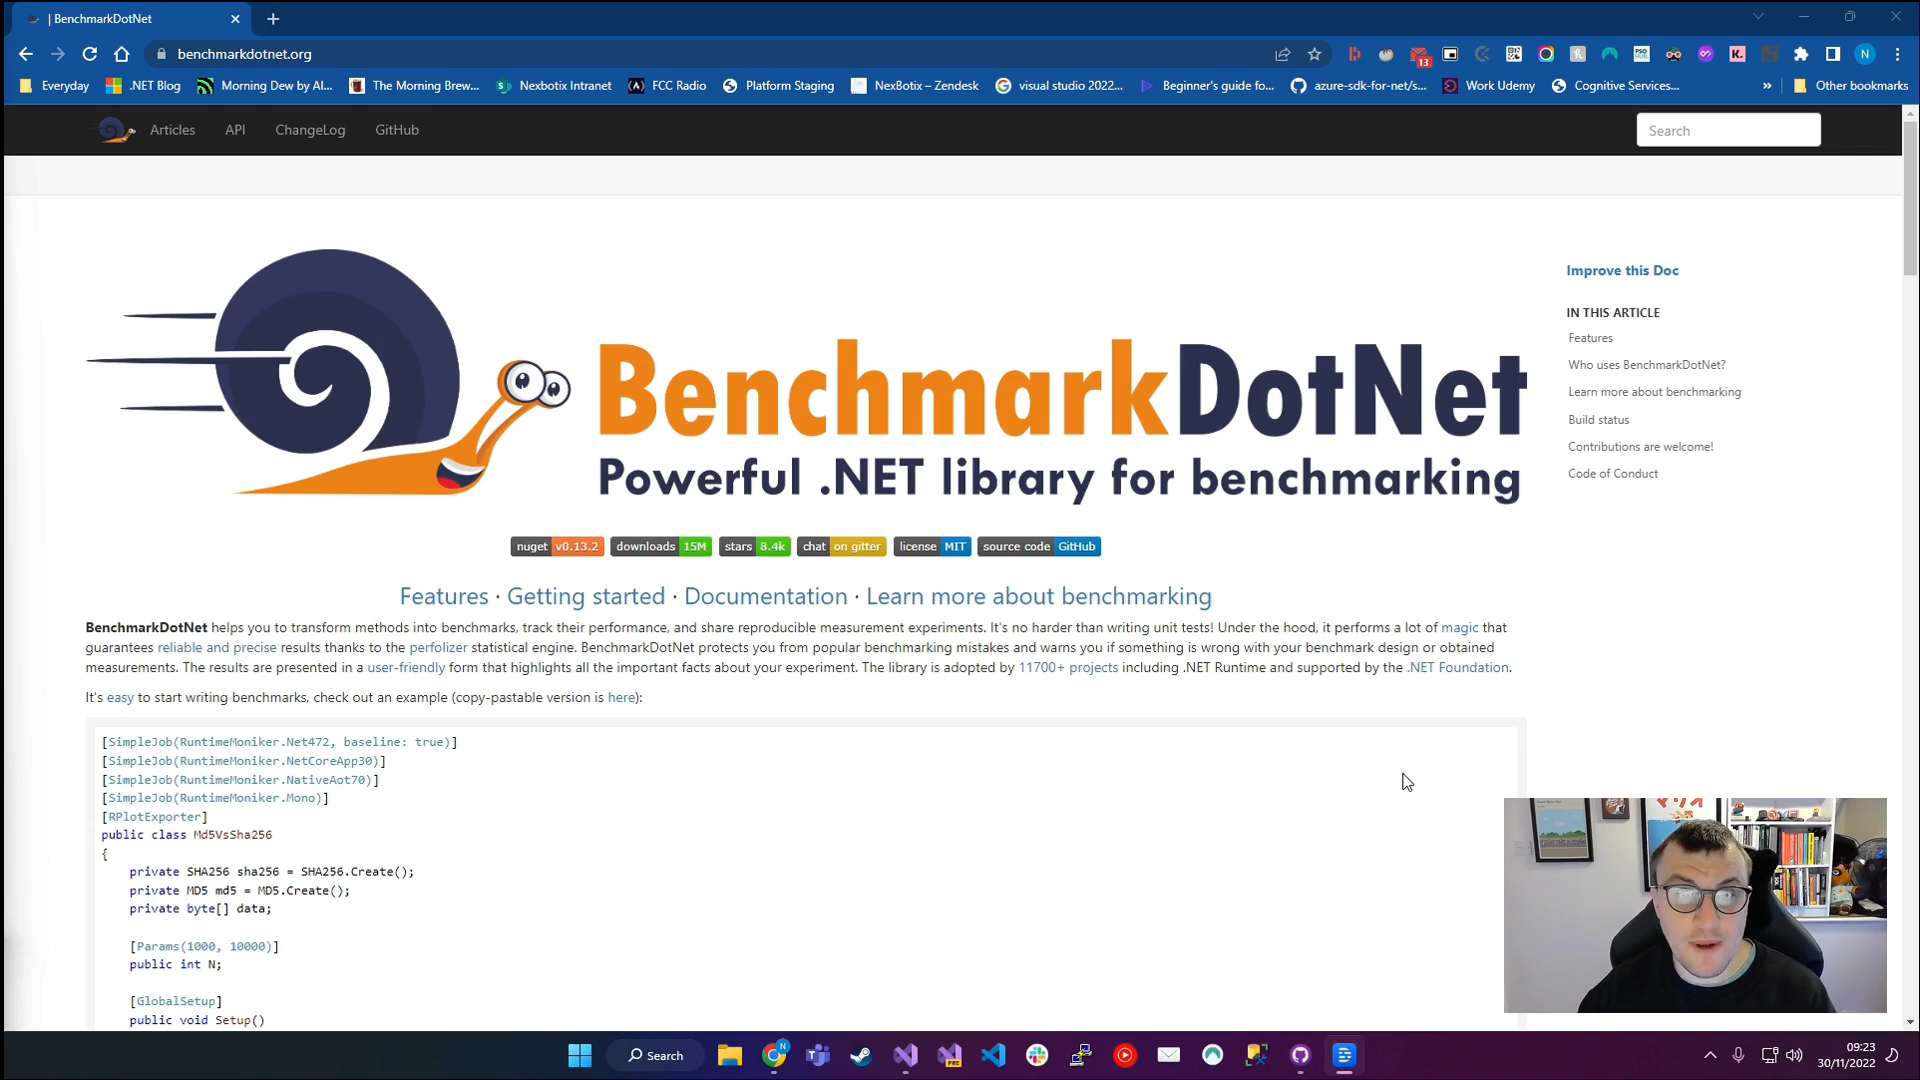 | BenchmarkDotNet
benchmarkdotnet.org
13
K.
N
Everyday
.NET Blog
Morning Dew by Al...
The Morning Brew...
Nexbotix Intranet
FCC Radio
Platform Staging
NexBotix – Zendesk
visual studio 2022...
Beginner's guide fo...
azure-sdk-for-net/s...
Work Udemy
Cognitive Services...
»
Other bookmarks
Articles
API
ChangeLog
GitHub
Search
BenchmarkDotNet
Powerful .NET library for benchmarking
Improve this Doc
IN THIS ARTICLE
Features
Who uses BenchmarkDotNet?
Learn more about benchmarking
Build status
Contributions are welcome!
Code of Conduct
nuget v0.13.2 downloads 15M stars 8.4k chat on gitter license MIT source code GitHub
Features · Getting started · Documentation · Learn more about benchmarking
BenchmarkDotNet helps you to transform methods into benchmarks, track their performance, and share reproducible measurement experiments. It's no harder than writing unit tests! Under the hood, it performs a lot of magic that
guarantees reliable and precise results thanks to the perfolizer statistical engine. BenchmarkDotNet protects you from popular benchmarking mistakes and warns you if something is wrong with your benchmark design or obtained
measurements. The results are presented in a user-friendly form that highlights all the important facts about your experiment. The library is adopted by 11700+ projects including .NET Runtime and supported by the .NET Foundation.
It's easy to start writing benchmarks, check out an example (copy-pastable version is here):
[SimpleJob(RuntimeMoniker.Net472, baseline: true)]
[SimpleJob(RuntimeMoniker.NetCoreApp30)]
[SimpleJob(RuntimeMoniker.NativeAot70)]
[SimpleJob(RuntimeMoniker.Mono)]
[RPlotExporter]
public class Md5VsSha256
{
private SHA256 sha256 = SHA256.Create();
private MD5 md5 = MD5.Create();
private byte[] data;
[Params(1000, 10000)]
public int N;
[GlobalSetup]
public void Setup()
Search
09:23
30/11/2022